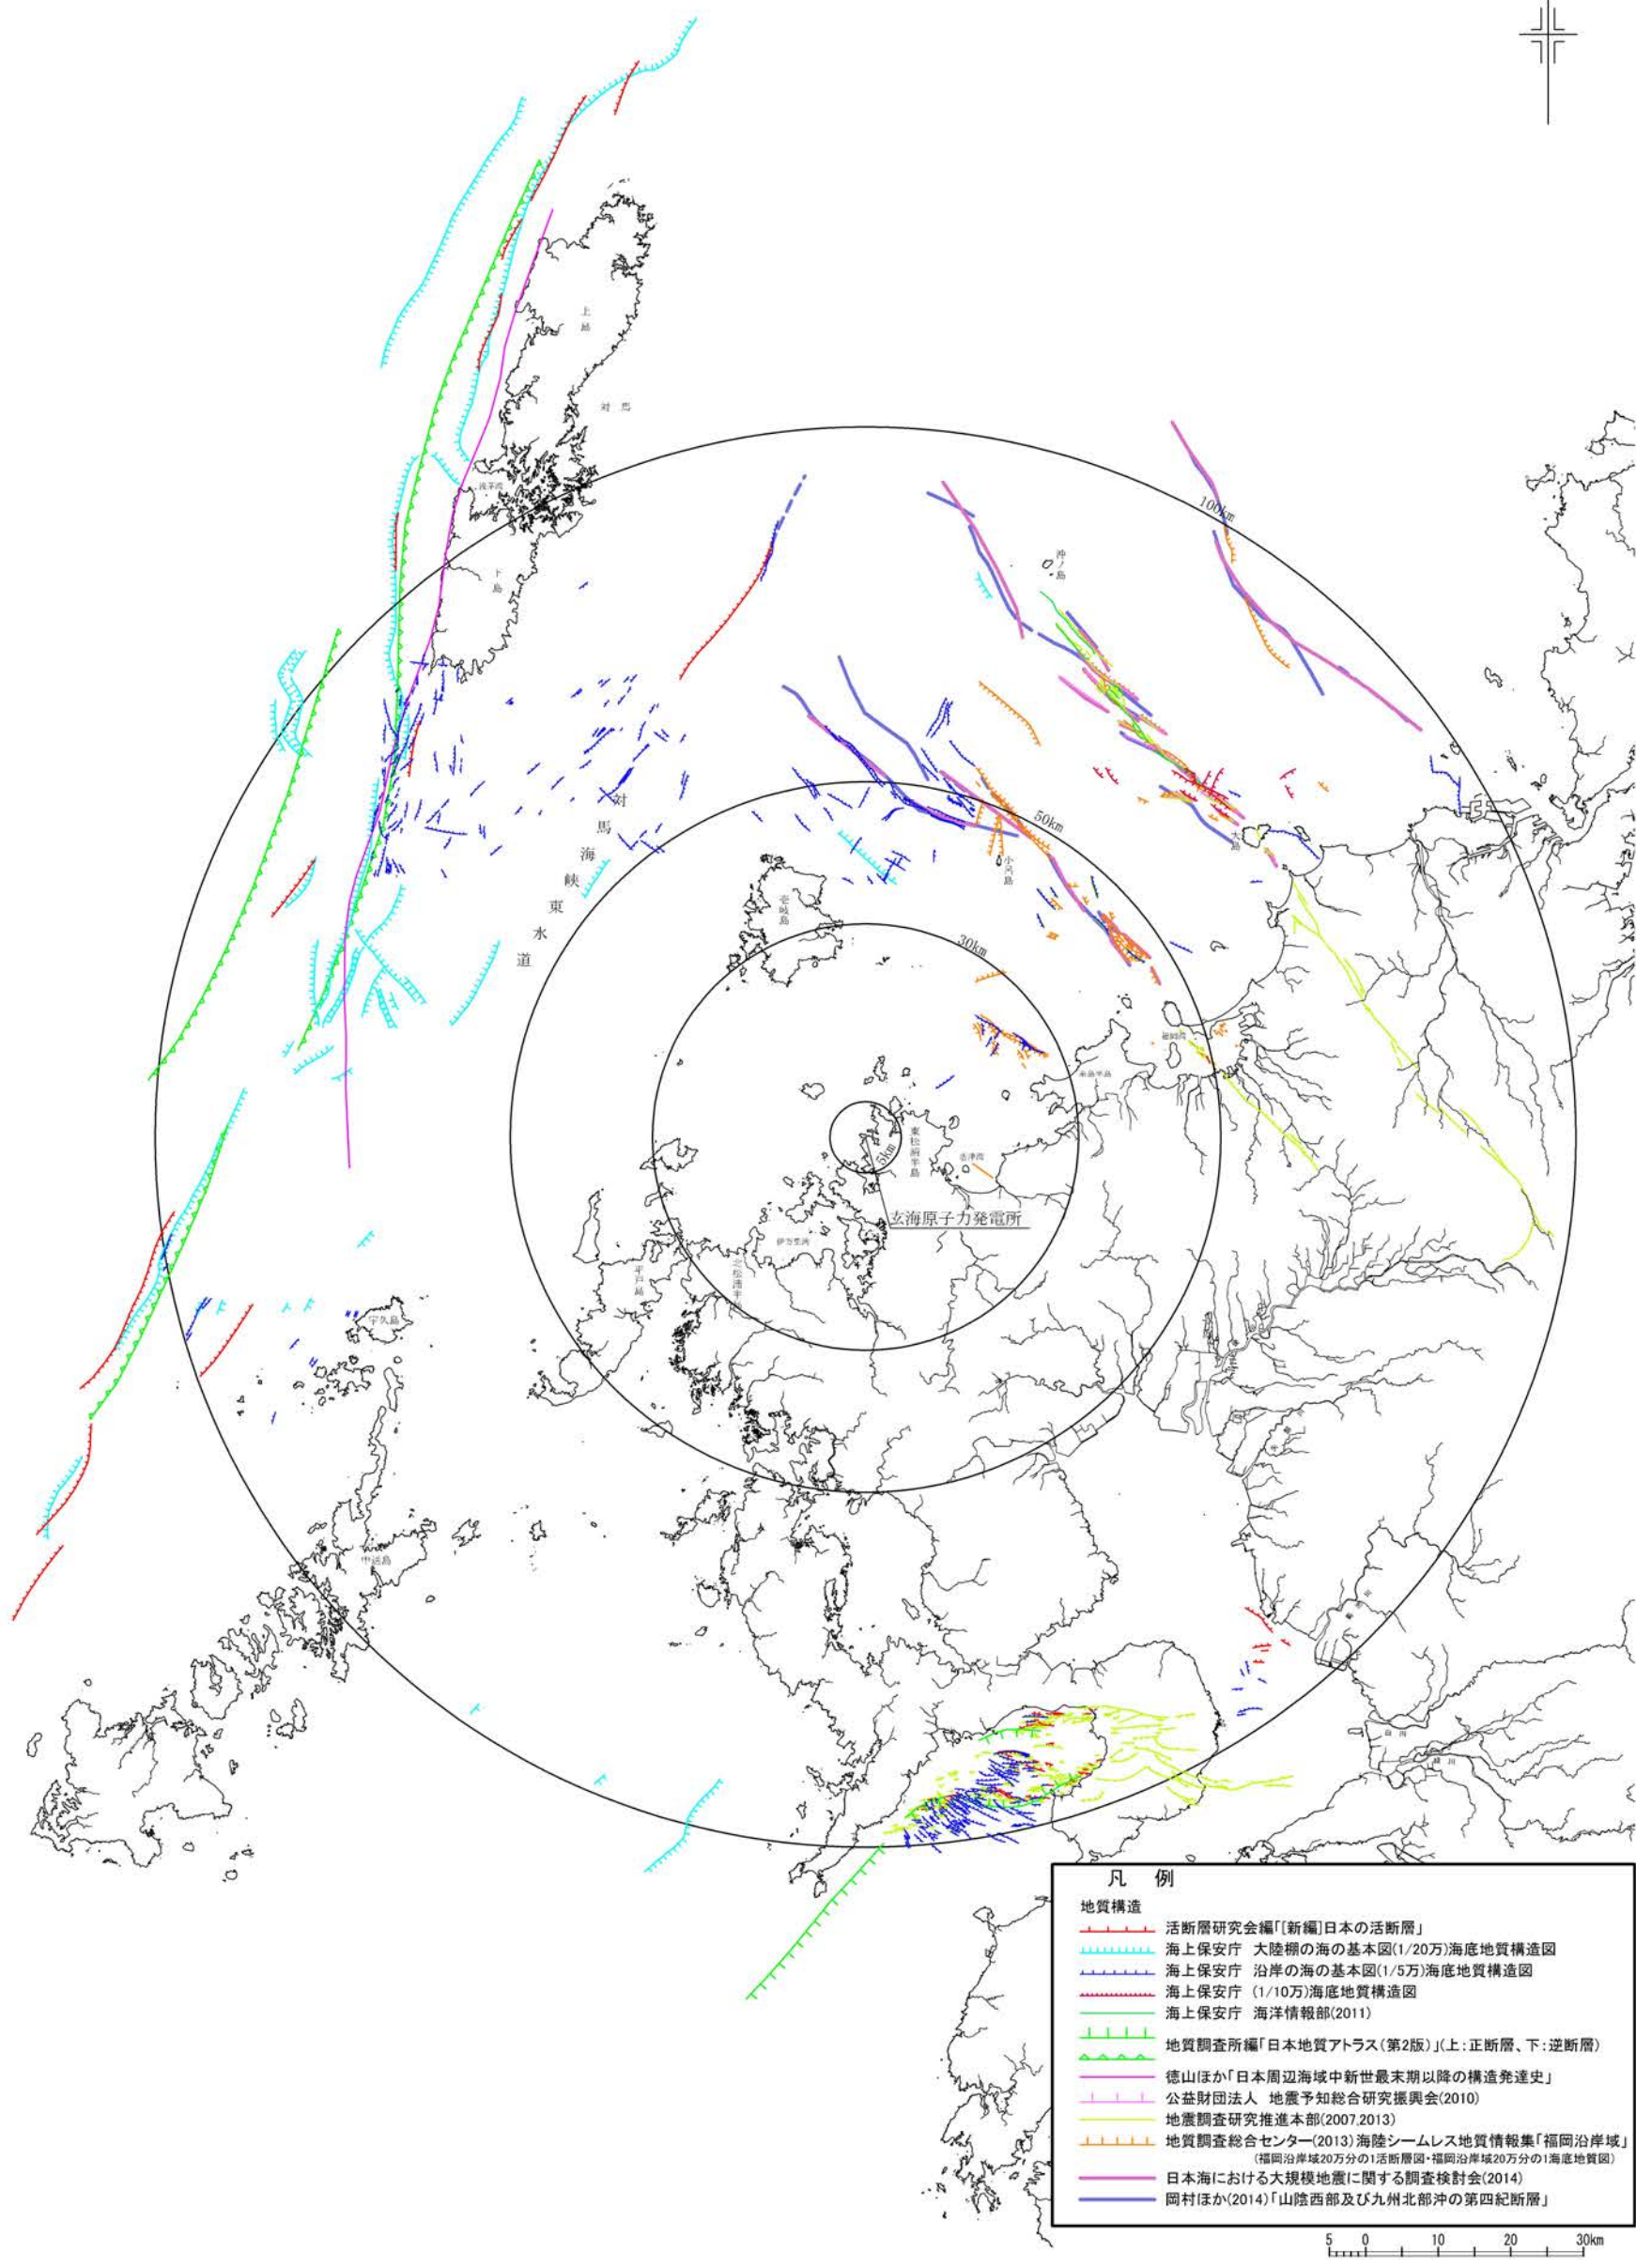 上島
対馬
浅茅湾
下島
沖ノ島
100km
対馬海峡東水道
50km
小呂島
大島
壱岐島
30km
福岡湾
糸島半島
東松浦半島
唐津湾
5km
玄海原子力発電所
伊万里湾
北松浦半島
平戸島
宇久島
中通島
白川
緑川
凡 例
地質構造
活断層研究会編「[新編]日本の活断層」
海上保安庁 大陸棚の海の基本図(1/20万)海底地質構造図
海上保安庁 沿岸の海の基本図(1/5万)海底地質構造図
海上保安庁 (1/10万)海底地質構造図
海上保安庁 海洋情報部(2011)
地質調査所編「日本地質アトラス(第2版)」(上:正断層、下:逆断層)
徳山ほか「日本周辺海域中新世最末期以降の構造発達史」
公益財団法人 地震予知総合研究振興会(2010)
地震調査研究推進本部(2007,2013)
地質調査総合センター(2013)海陸シームレス地質情報集「福岡沿岸域」
(福岡沿岸域20万分の1活断層図・福岡沿岸域20万分の1海底地質図)
日本海における大規模地震に関する調査検討会(2014)
岡村ほか(2014)「山陰西部及び九州北部沖の第四紀断層」
5 0 10 20 30km